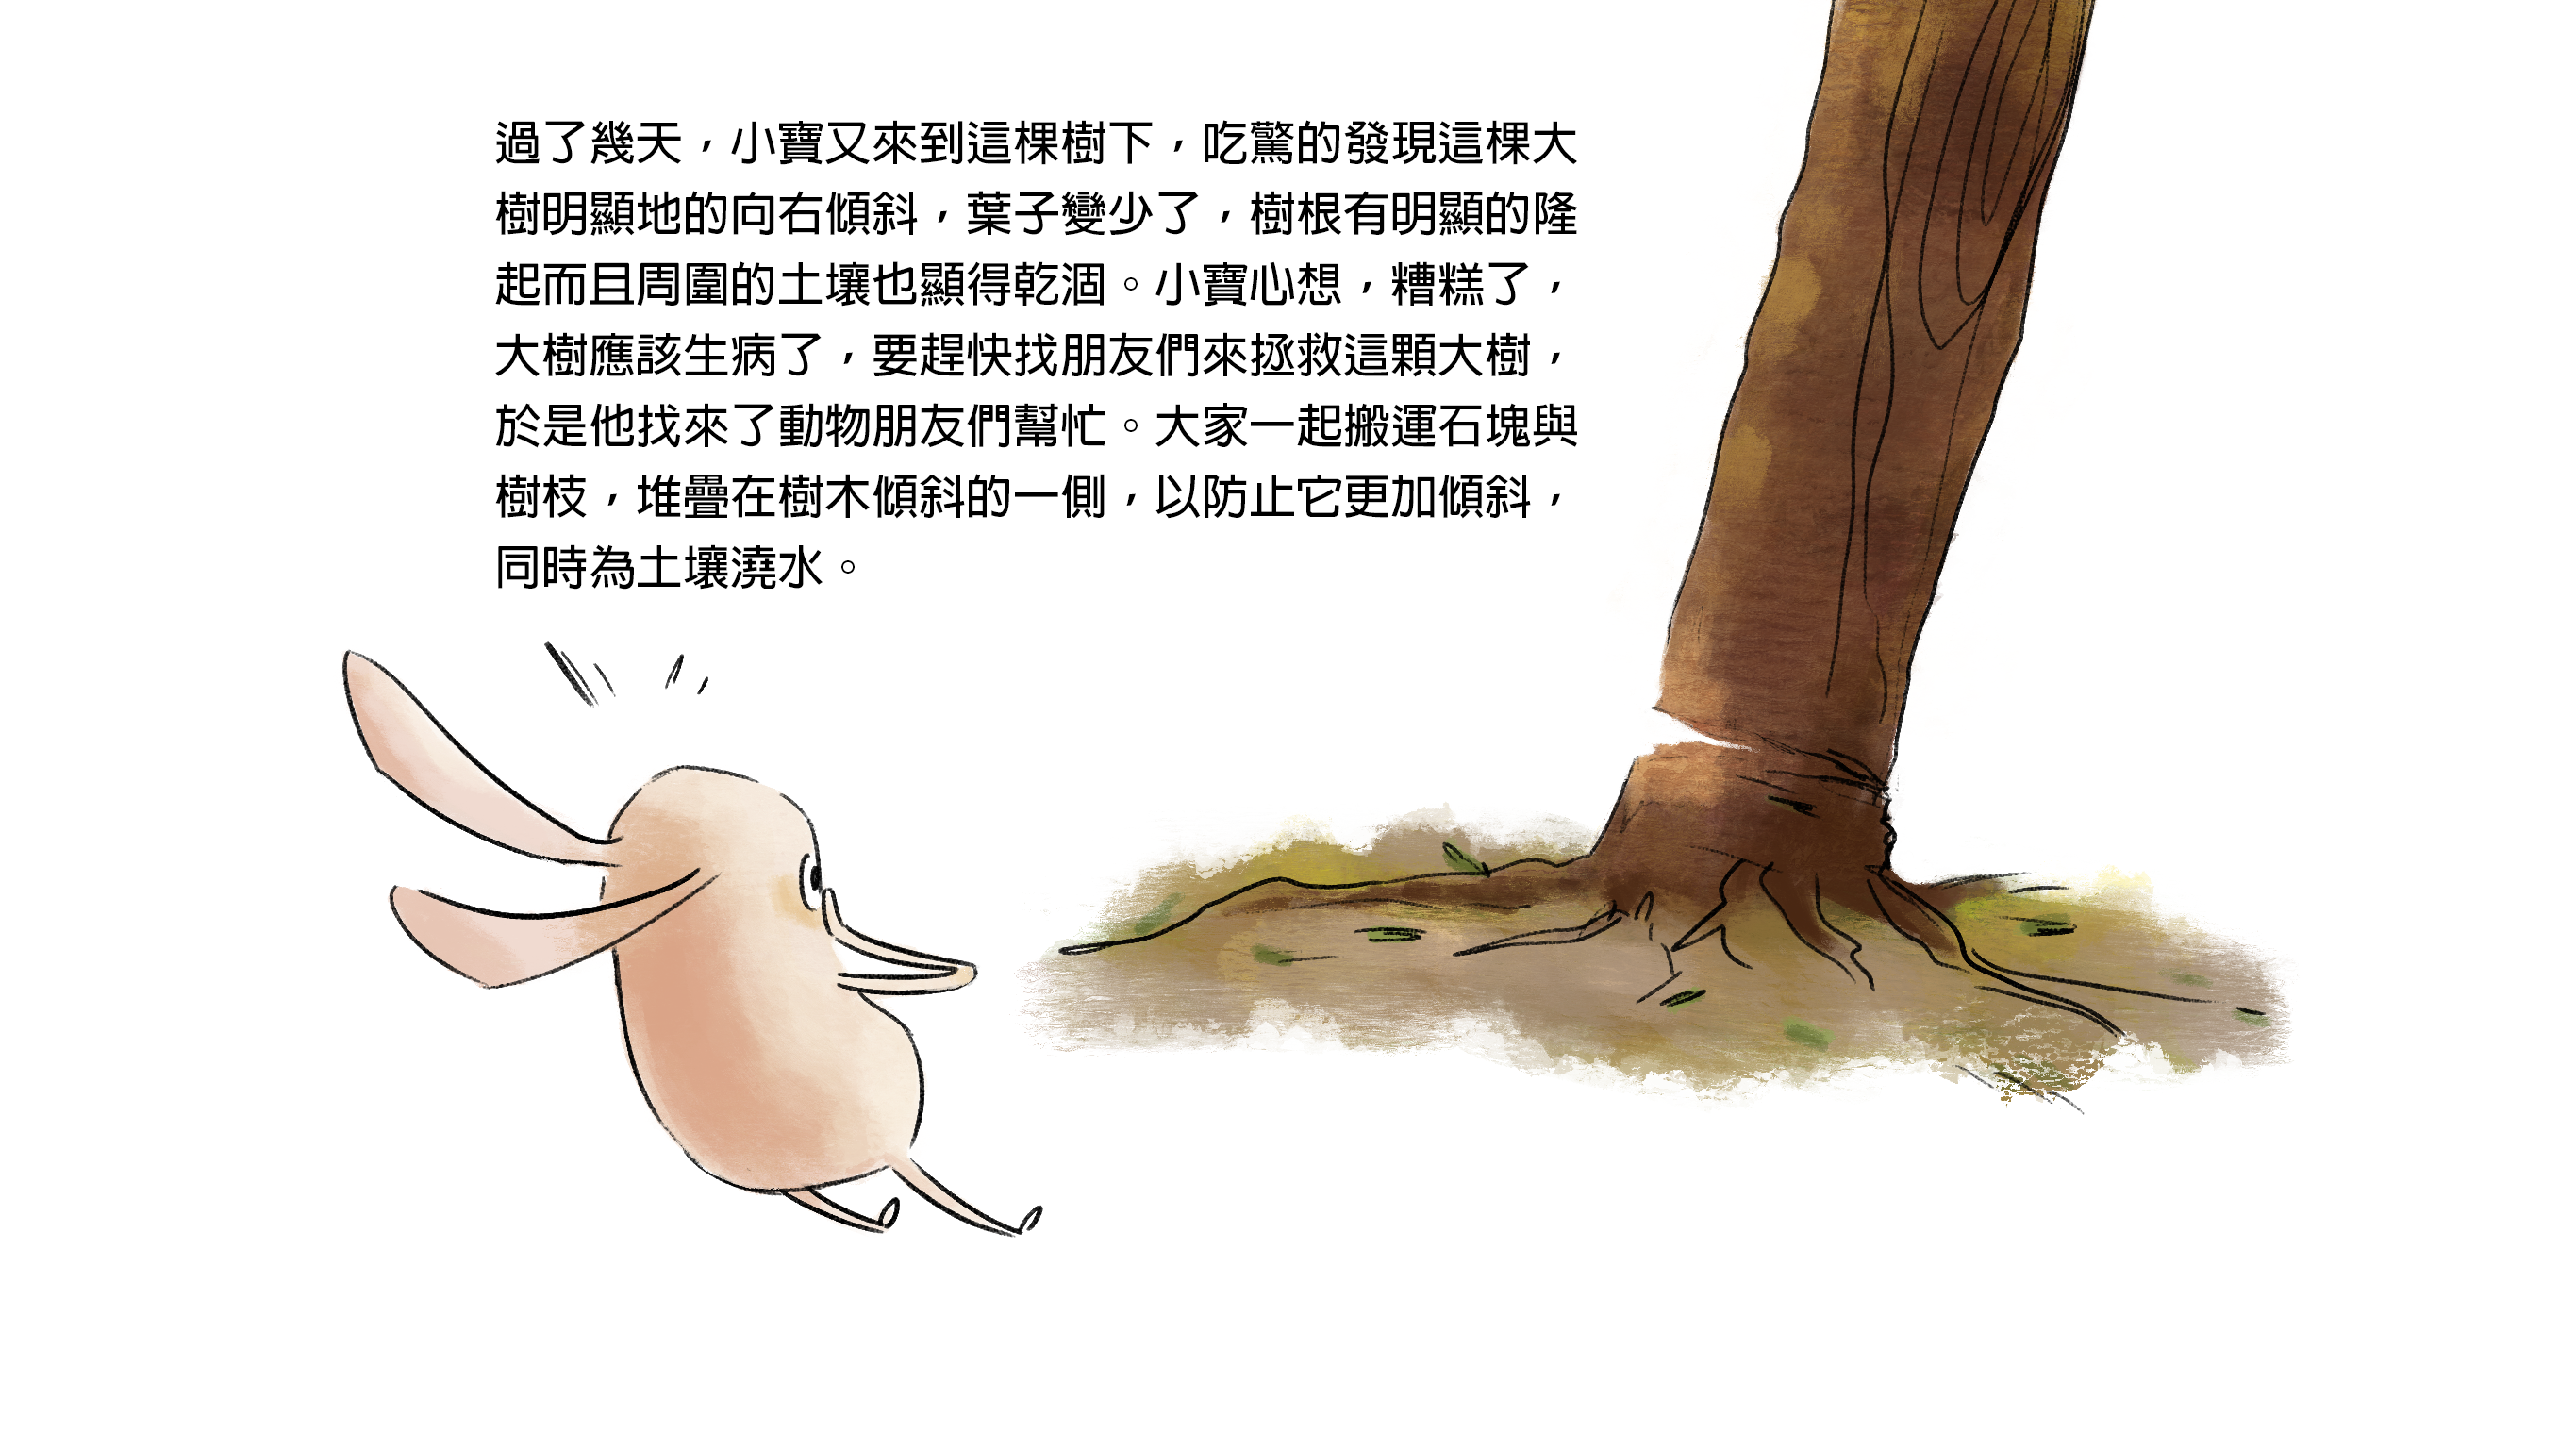 過了幾天，小寶又來到這棵樹下，吃驚的發現這棵大
樹明顯地的向右傾斜，葉子變少了，樹根有明顯的隆
起而且周圍的土壤也顯得乾涸。小寶心想，糟糕了，
大樹應該生病了，要趕快找朋友們來拯救這顆大樹，
於是他找來了動物朋友們幫忙。大家一起搬運石塊與
樹枝，堆疊在樹木傾斜的一側，以防止它更加傾斜，
同時為土壤澆水。